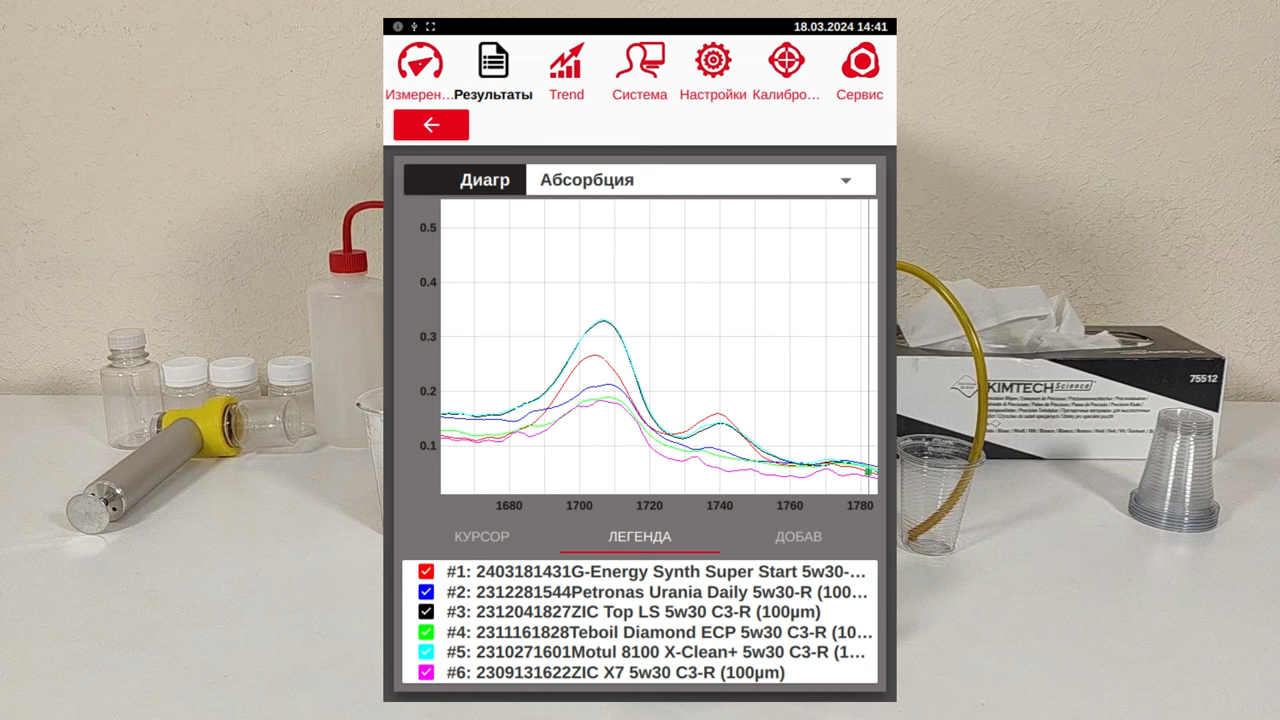 18.03.2024 14:41
Измерен... Результаты Trend Система Настройки Калибро... Сервис
Диагр Абсорбция
0.5
0.4
0.3
0.2
0.1
1680 1700 1720 1740 1760 1780
КУРСОР ЛЕГЕНДА ДОБАВ
#1: 2403181431G-Energy Synth Super Start 5w30-...
#2: 2312281544Petronas Urania Daily 5w30-R (100...
#3: 2312041827ZIC Top LS 5w30 C3-R (100µm)
#4: 2311161828Teboil Diamond ECP 5w30 C3-R (10...
#5: 2310271601Motul 8100 X-Clean+ 5w30 C3-R (1...
#6: 2309131622ZIC X7 5w30 C3-R (100µm)
75512
KIMTECH Science